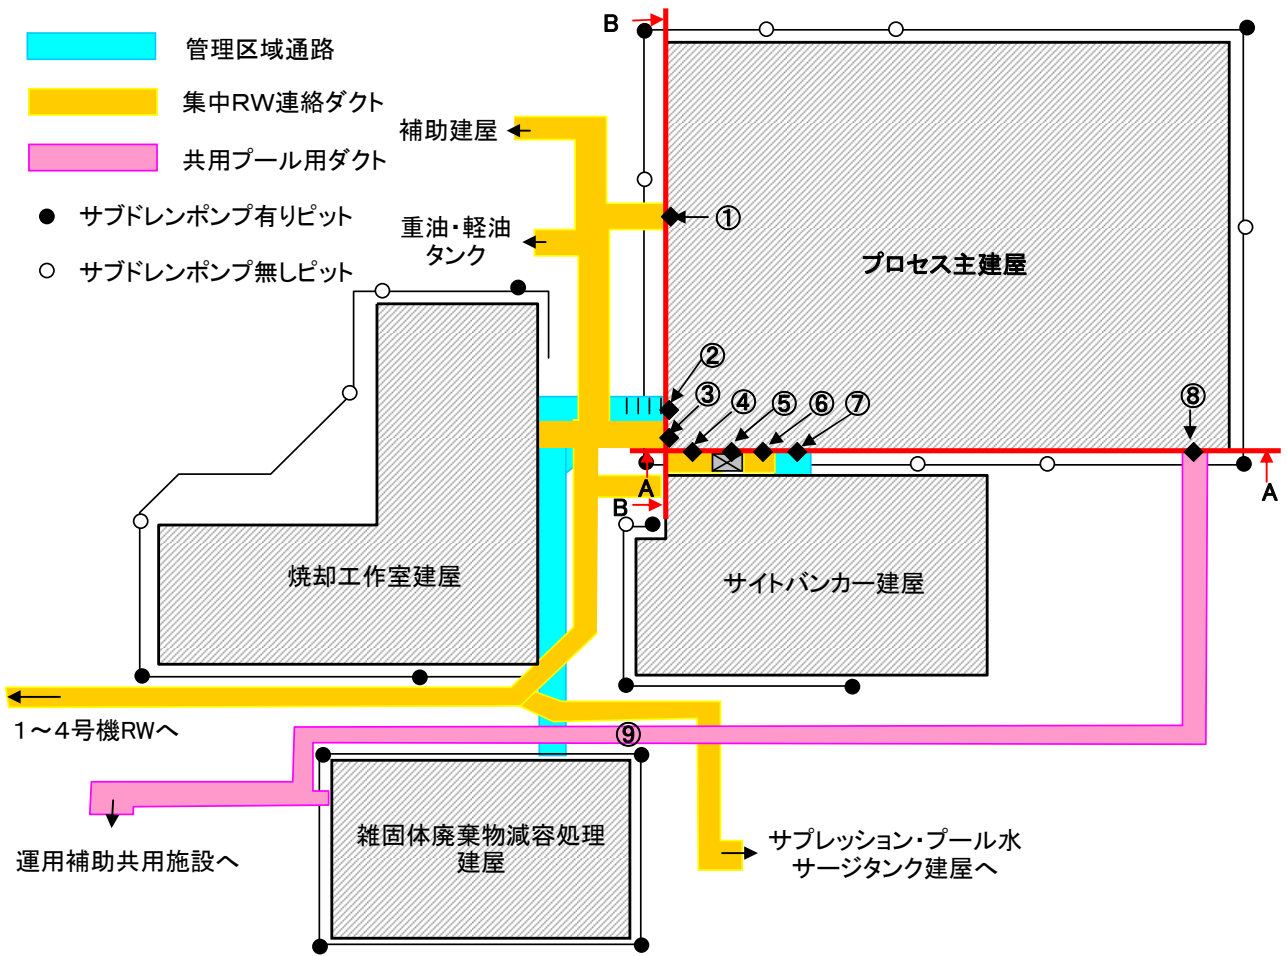 管理区域通路
集中RW連絡ダクト
共用プール用ダクト
サブドレンポンプ有りピット
サブドレンポンプ無しピット
B
補助建屋
①
重油・軽油
タンク
プロセス主建屋
②
③
④
⑤
⑥
⑦
⑧
A
A
B
焼却工作室建屋
サイトバンカー建屋
1～4号機RWへ
⑨
雑固体廃棄物減容処理
建屋
運用補助共用施設へ
サプレッション・プール水
サージタンク建屋へ